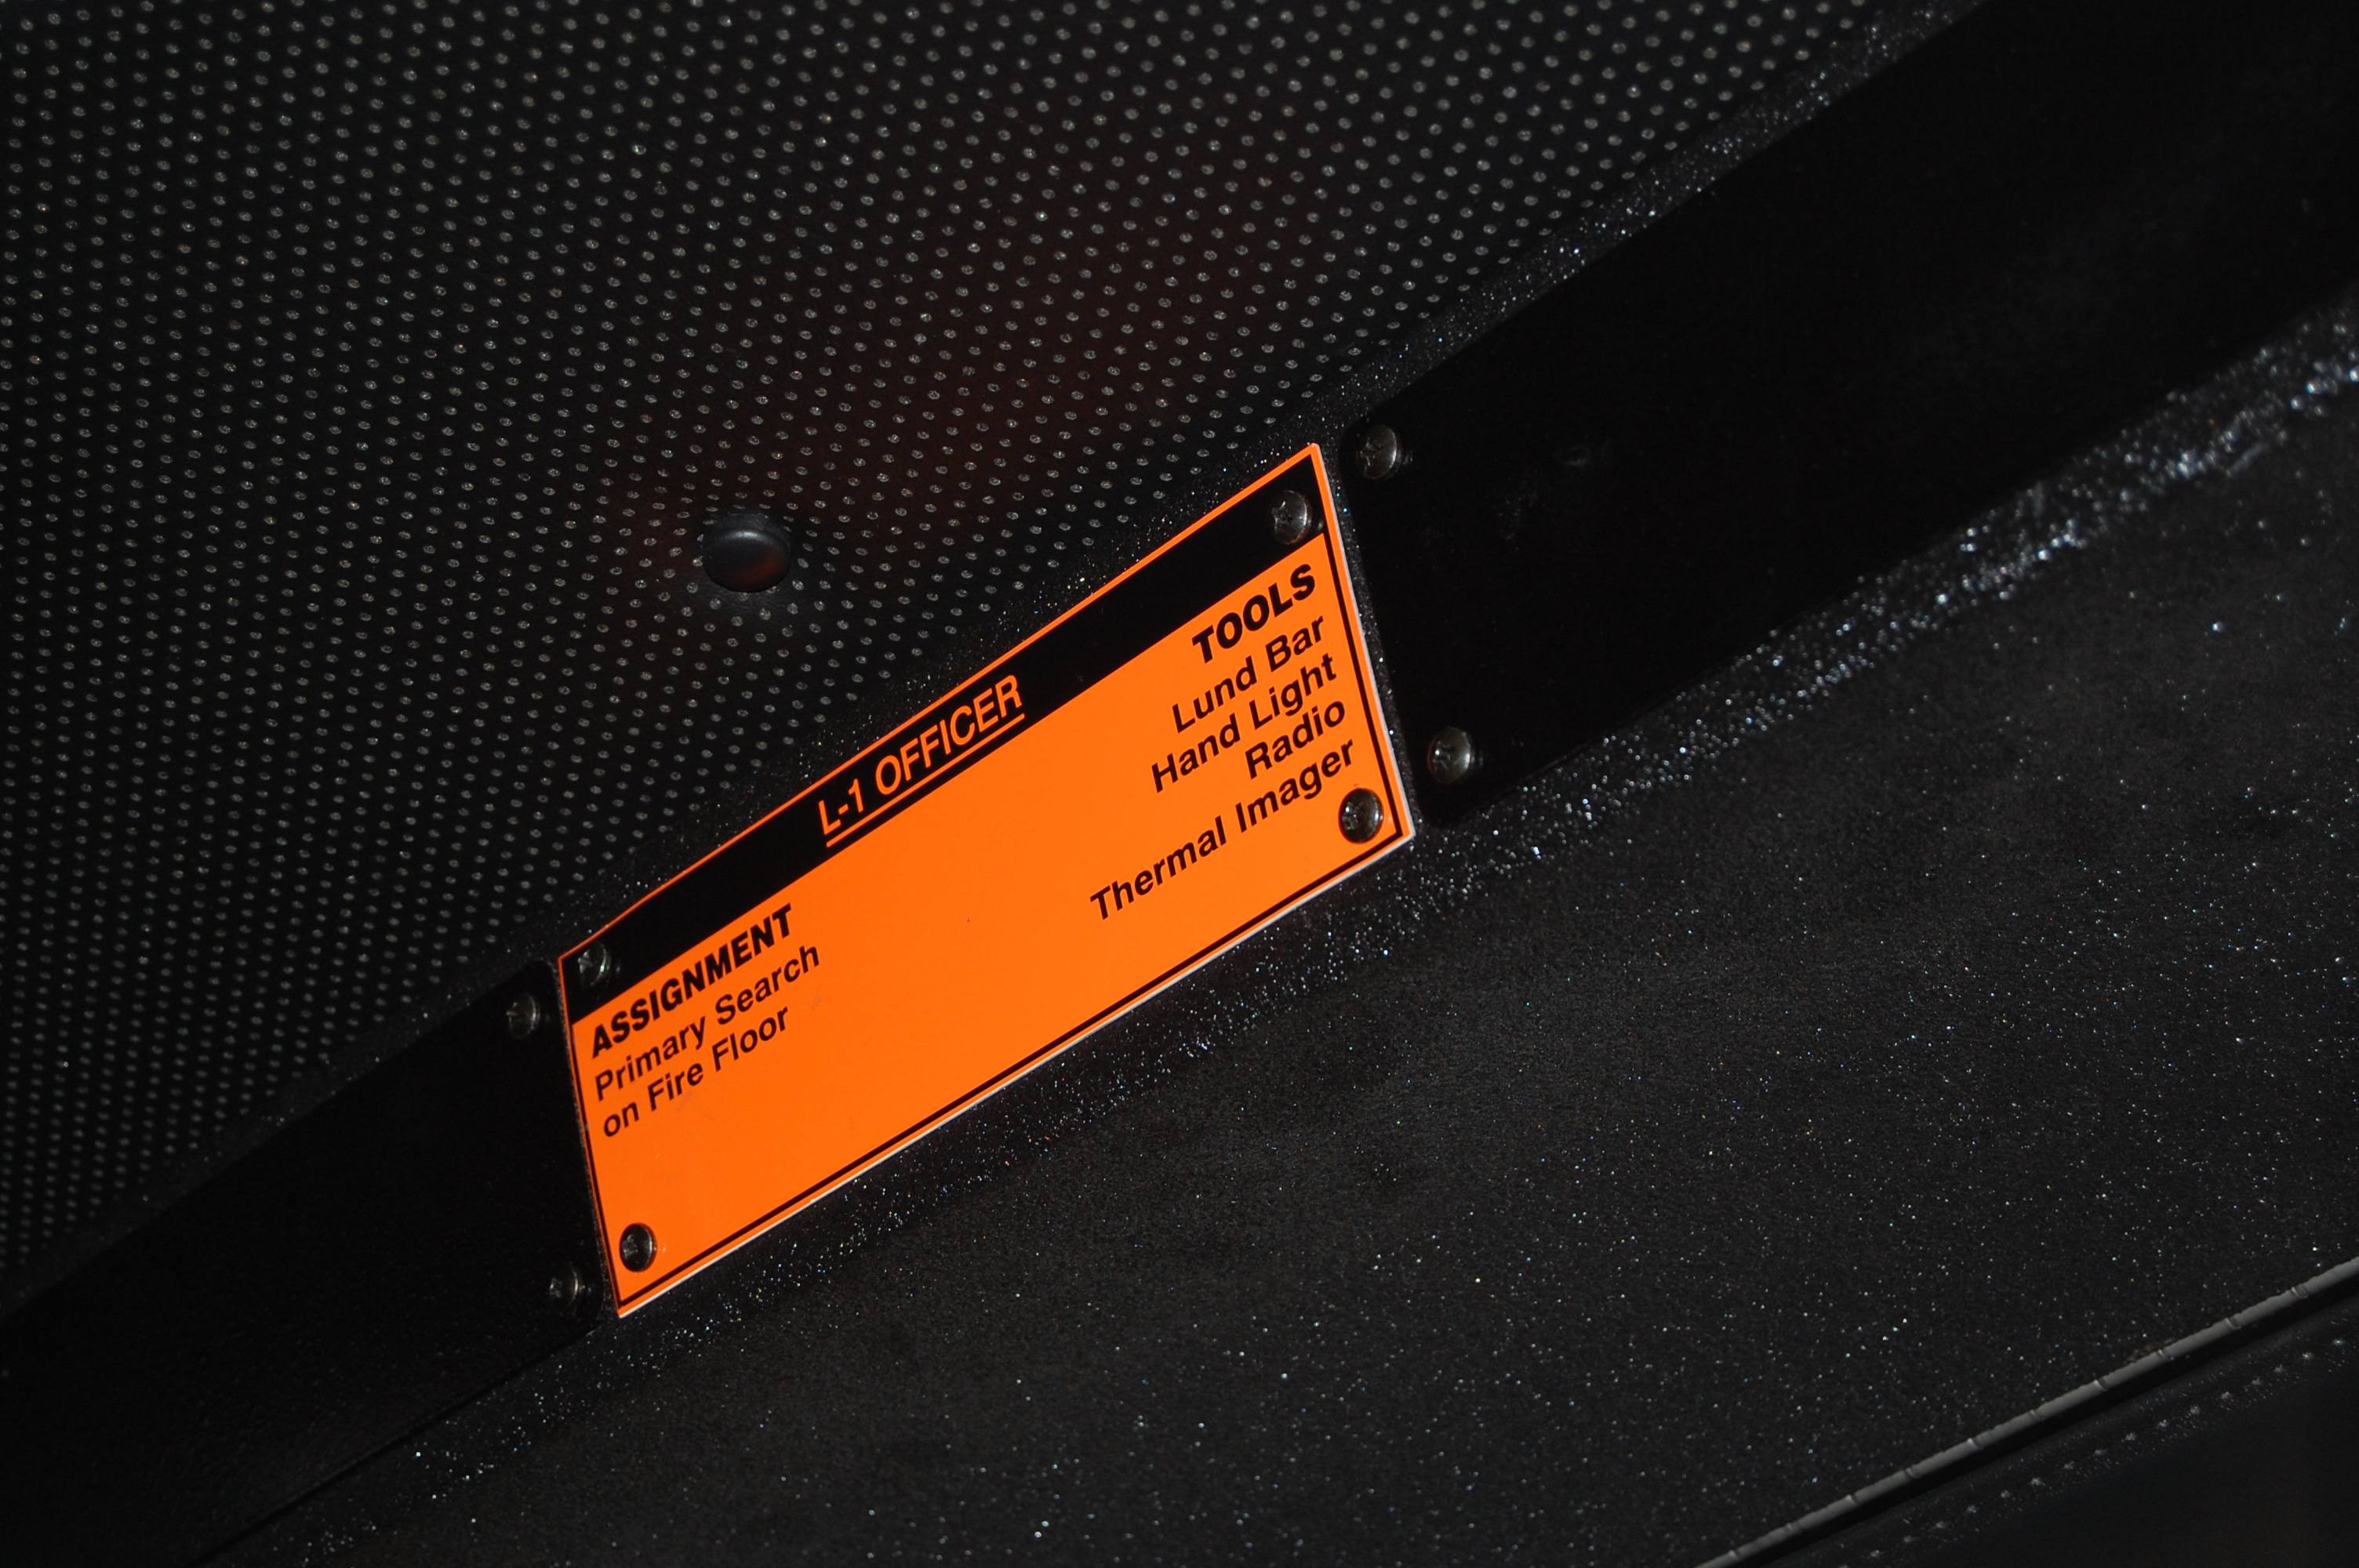 L-1 OFFICER
ASSIGNMENT
Primary Search
on Fire Floor
TOOLS
Lund Bar
Hand Light
Radio
Thermal Imager